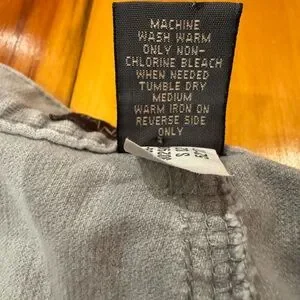 MACHINE
WASH WARM
ONLY NON-
CHLORINE BLEACH
WHEN NEEDED
TUMBLE DRY
MEDIUM
WARM IRON ON
REVERSE SIDE
ONLY